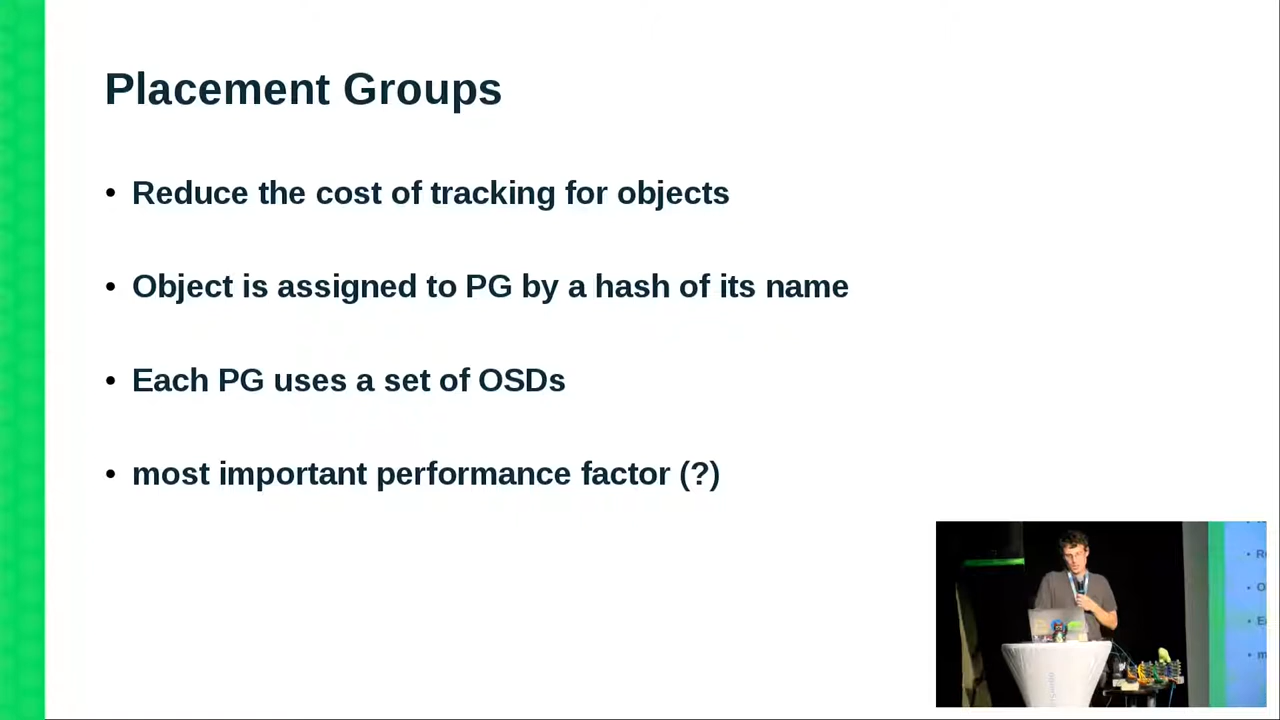 Placement Groups
• Reduce the cost of tracking for objects
• Object is assigned to PG by a hash of its name
• Each PG uses a set of OSDs
• most important performance factor (?)